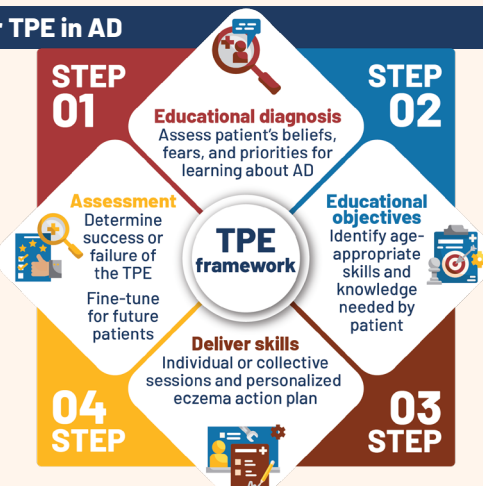 r TPE in AD
STEP
01
Educational diagnosis
Assess patient's beliefs,
fears, and priorities for
learning about AD
STEP
02
Educational
objectives
Identify age-
appropriate
skills and
knowledge
needed by
patient
TPE
framework
Deliver skills
Individual or collective
sessions and personalized
eczema action plan
03
STEP
Assessment
Determine
success or
failure of
the TPE
Fine-tune
for future
patients
04
STEP